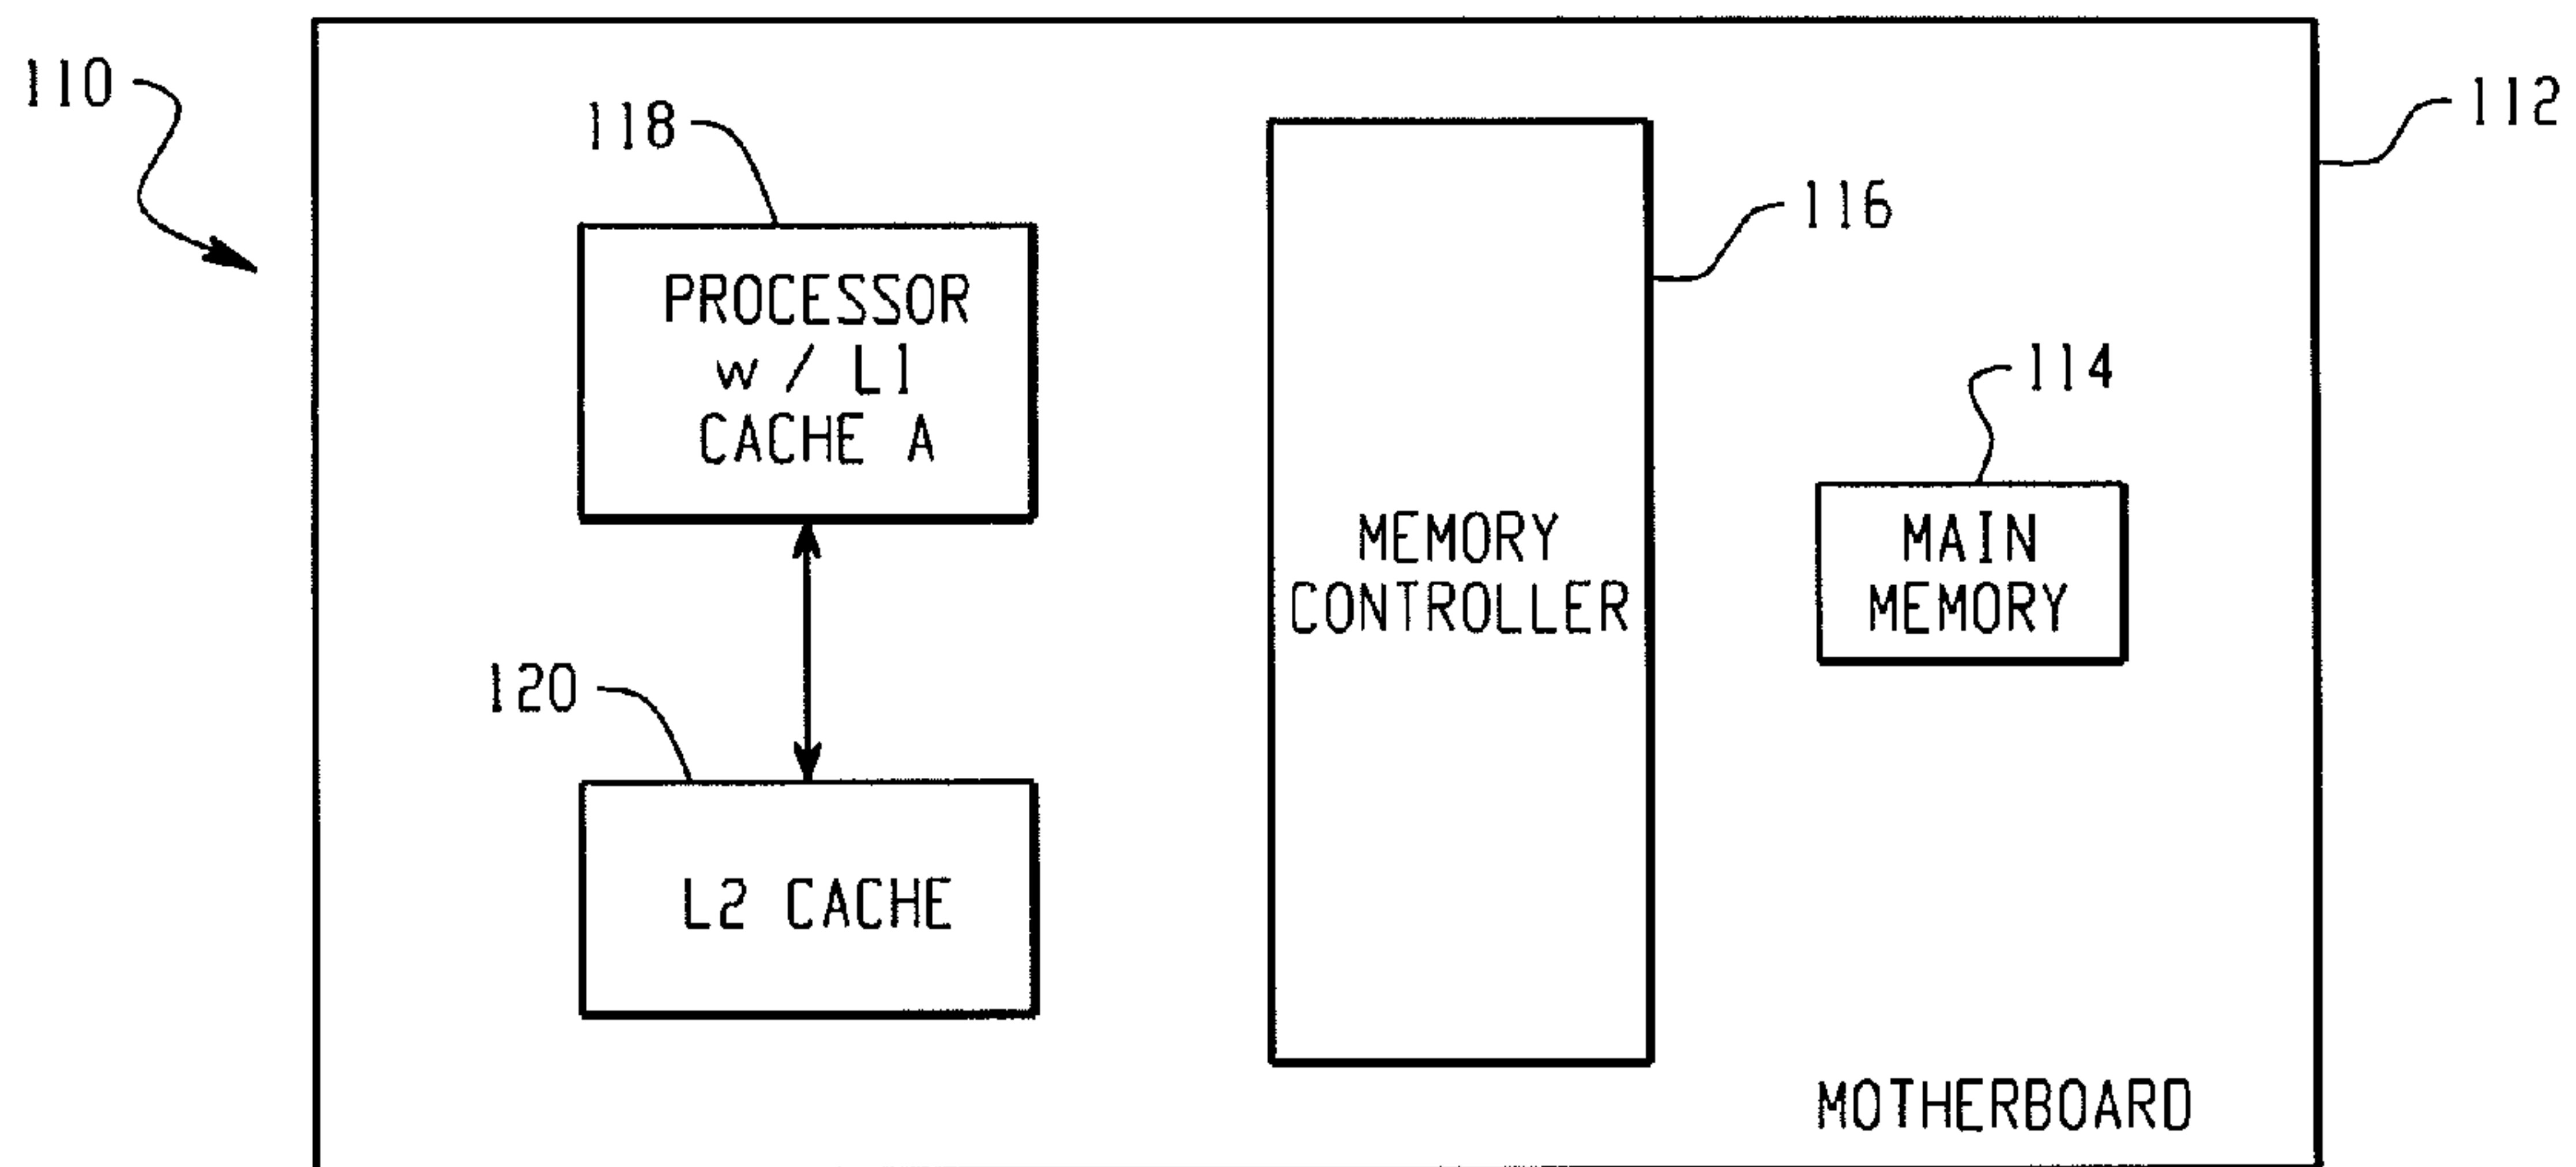 110
112
118
116
PROCESSOR
w / L1
CACHE A
114
MEMORY
CONTROLLER
MAIN
MEMORY
120
L2 CACHE
MOTHERBOARD